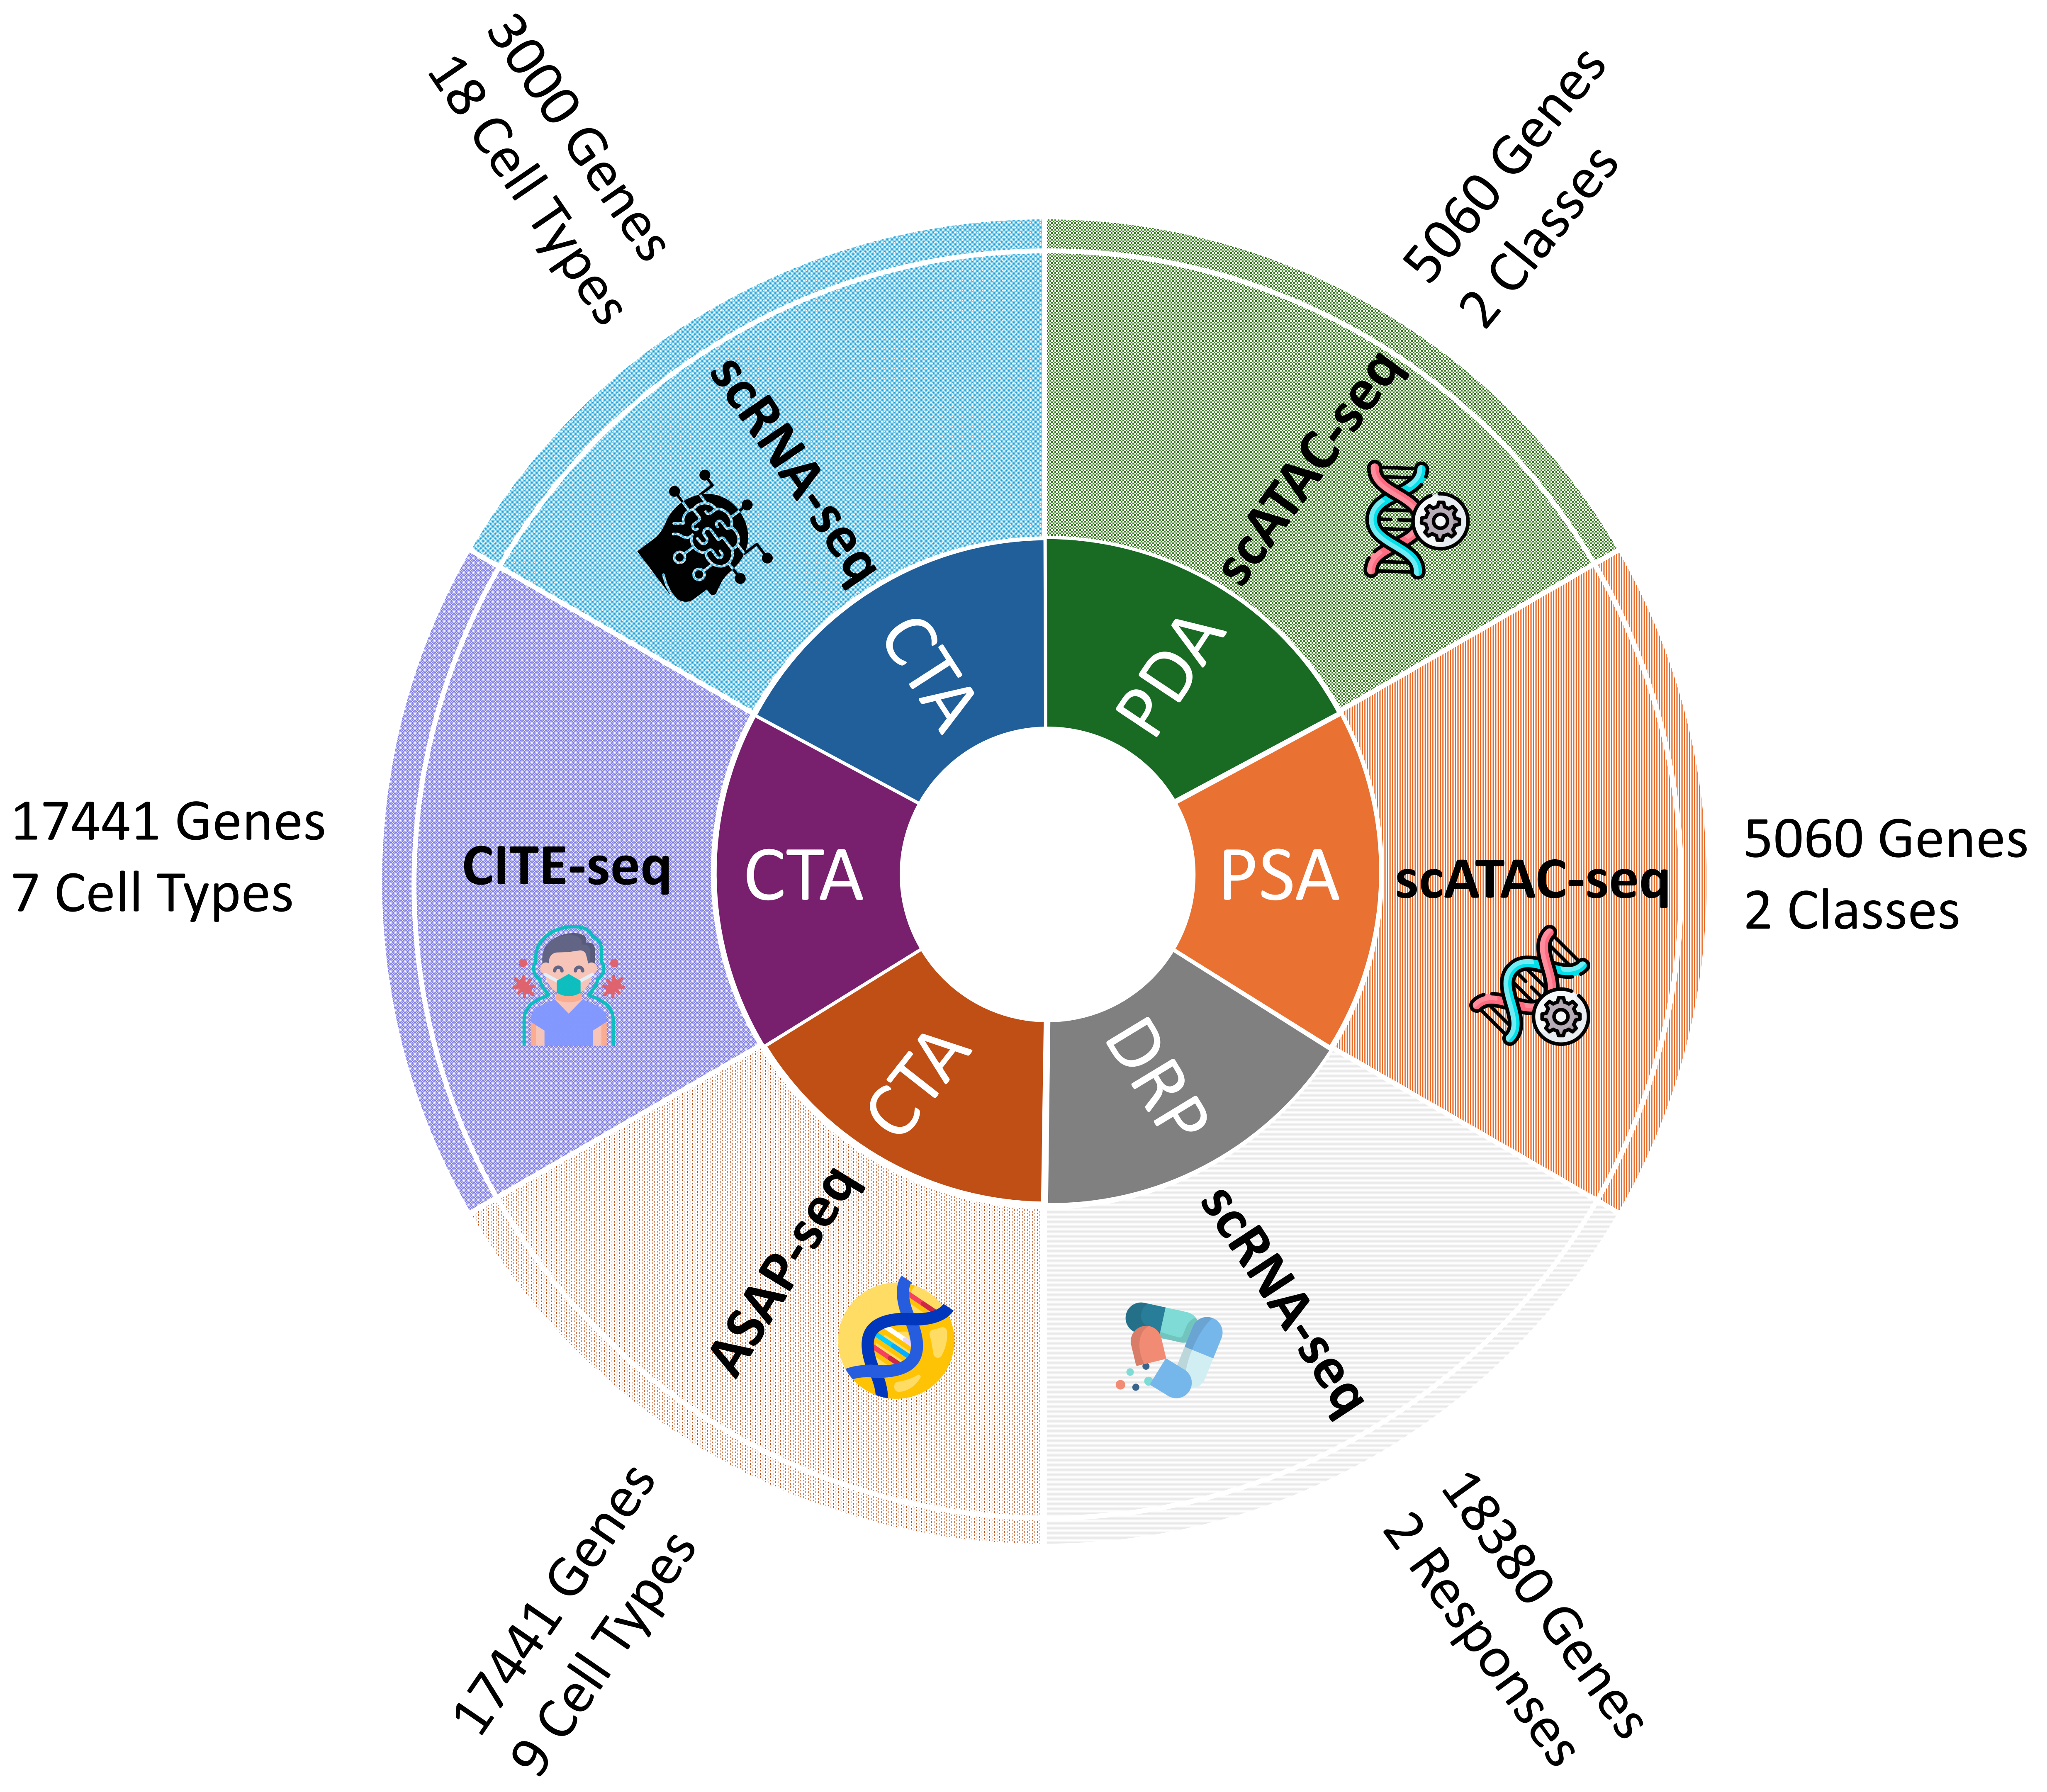 3000 Genes
18 Cell Types
5060 Genes
2 Classes
scRNA-seq
scATAC-seq
CTA
PDA
17441 Genes
7 Cell Types
CITE-seq
CTA
PSA
scATAC-seq
5060 Genes
2 Classes
CTA
DRP
ASAP-seq
scRNA-seq
17441 Genes
9 Cell Types
18380 Genes
2 Responses